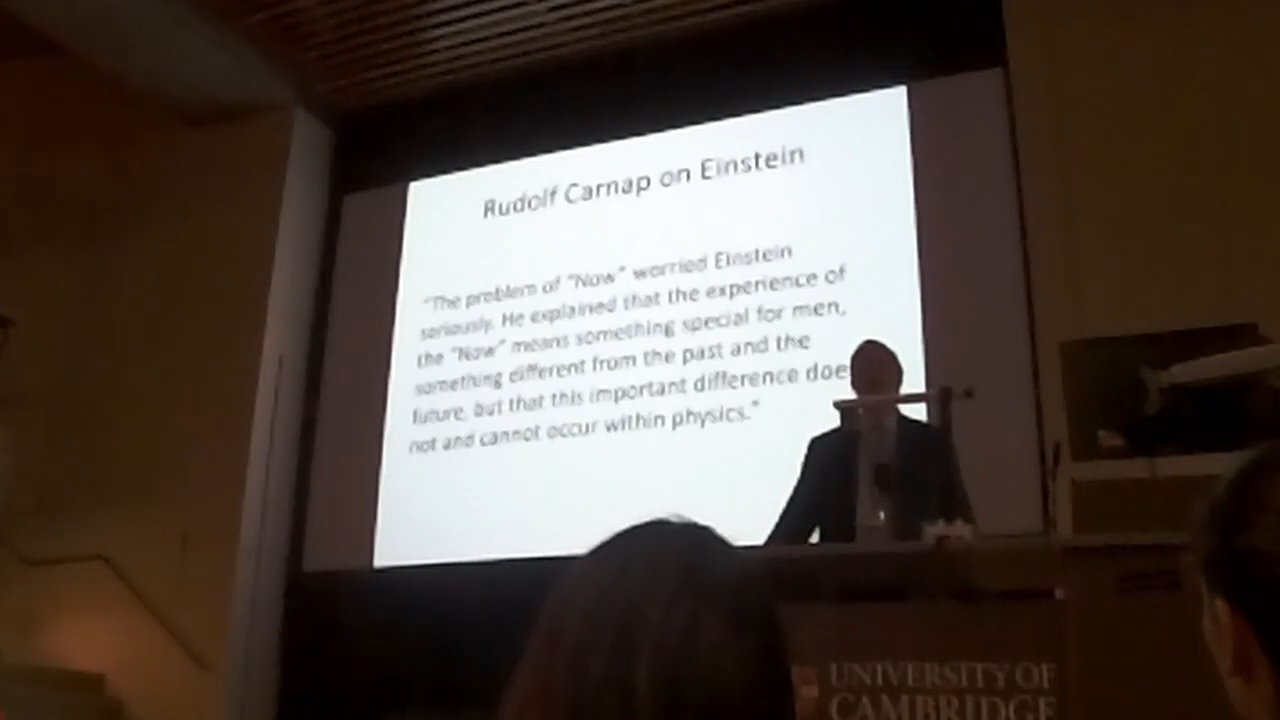 Rudolf Carnap on Einstein
"The problem of "Now" worried Einstein
seriously. He explained that the experience of
the "Now" means something special for men,
something different from the past and the
future, but that this important difference doe
not and cannot occur within physics."
UNIVERSITY OF
CAMBRIDGE